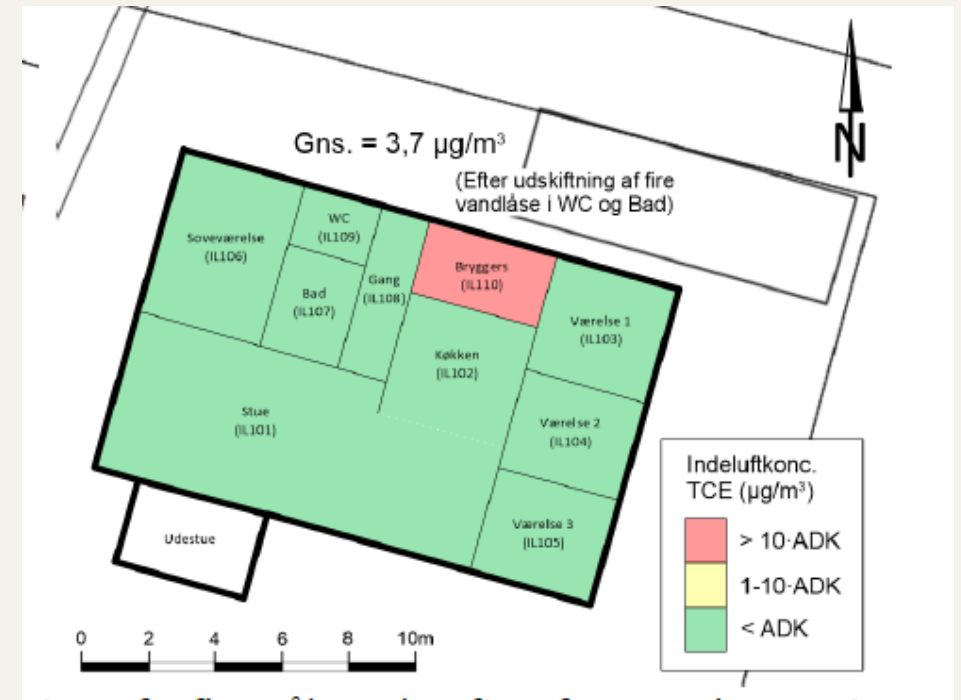 Gns. = 3,7 µg/m³
(Efter udskiftning af fire
vandlåse i WC og Bad)
N
Soveværelse
(IL106)
WC
(IL109)
Bad
(IL107)
Gang
(IL108)
Bryggers
(IL110)
Køkken
(IL102)
Værelse 1
(IL103)
Værelse 2
(IL104)
Værelse 3
(IL105)
Stue
(IL101)
Udestue
Indeluftkonc.
TCE (µg/m³)
> 10·ADK
1-10·ADK
< ADK
0 2 4 6 8 10m